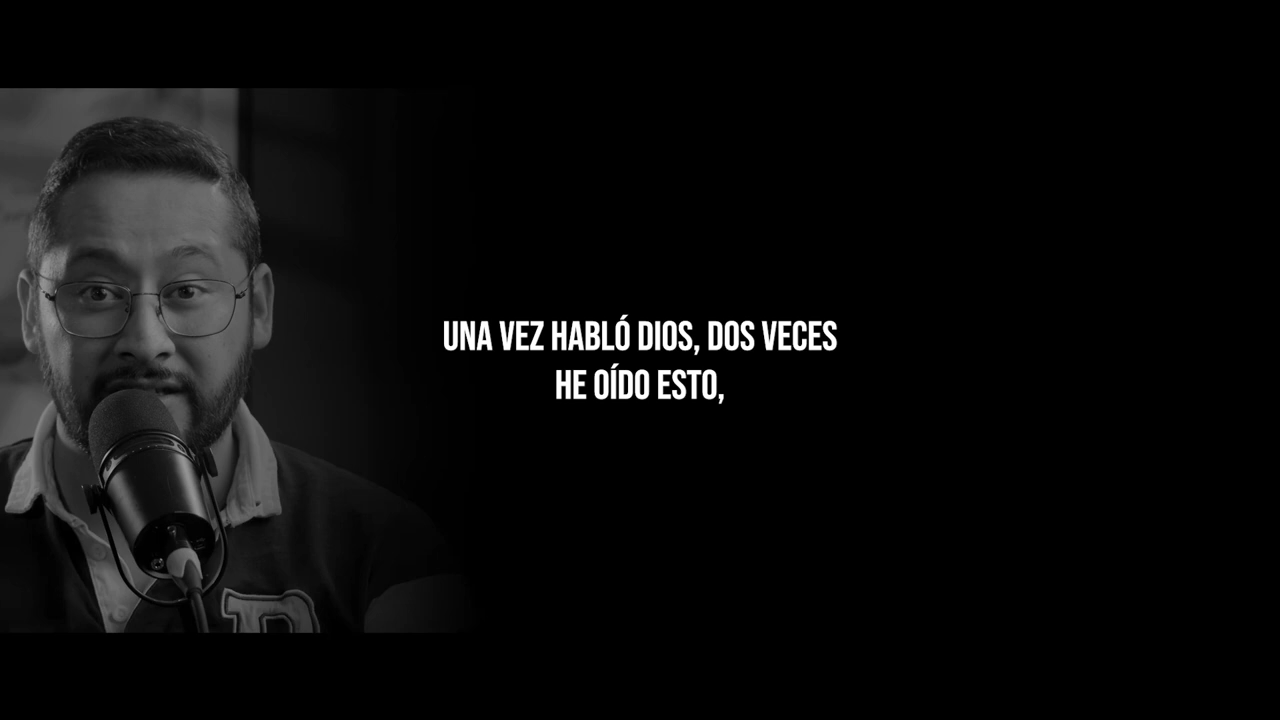 UNA VEZ HABLÓ DIOS, DOS VECES
HE OÍDO ESTO,